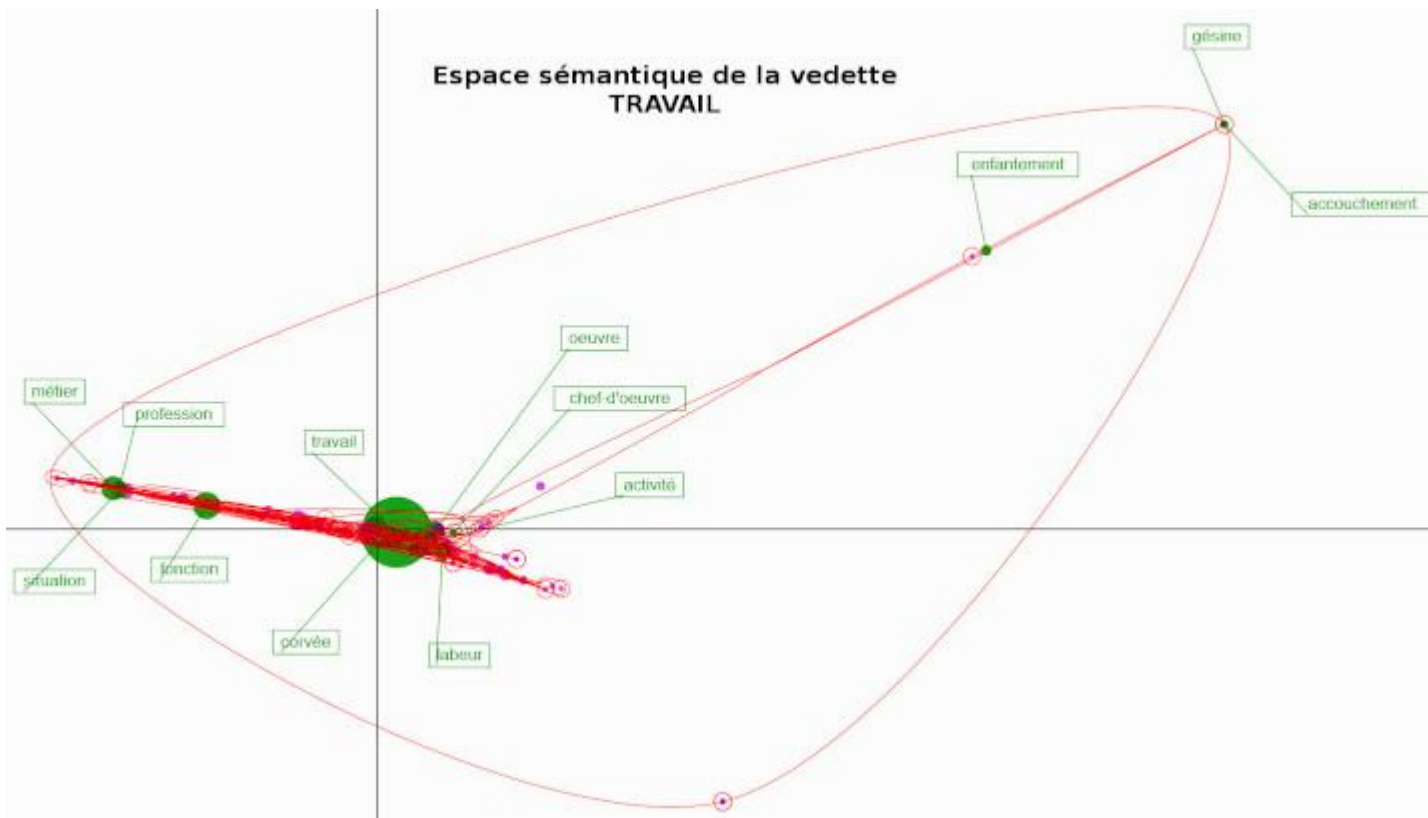 gésine
Espace sémantique de la vedette
TRAVAIL
enfantement
accouchement
oeuvre
métier
chef-d'oeuvre
profession
travail
activité
situation
fonction
corvée
labeur